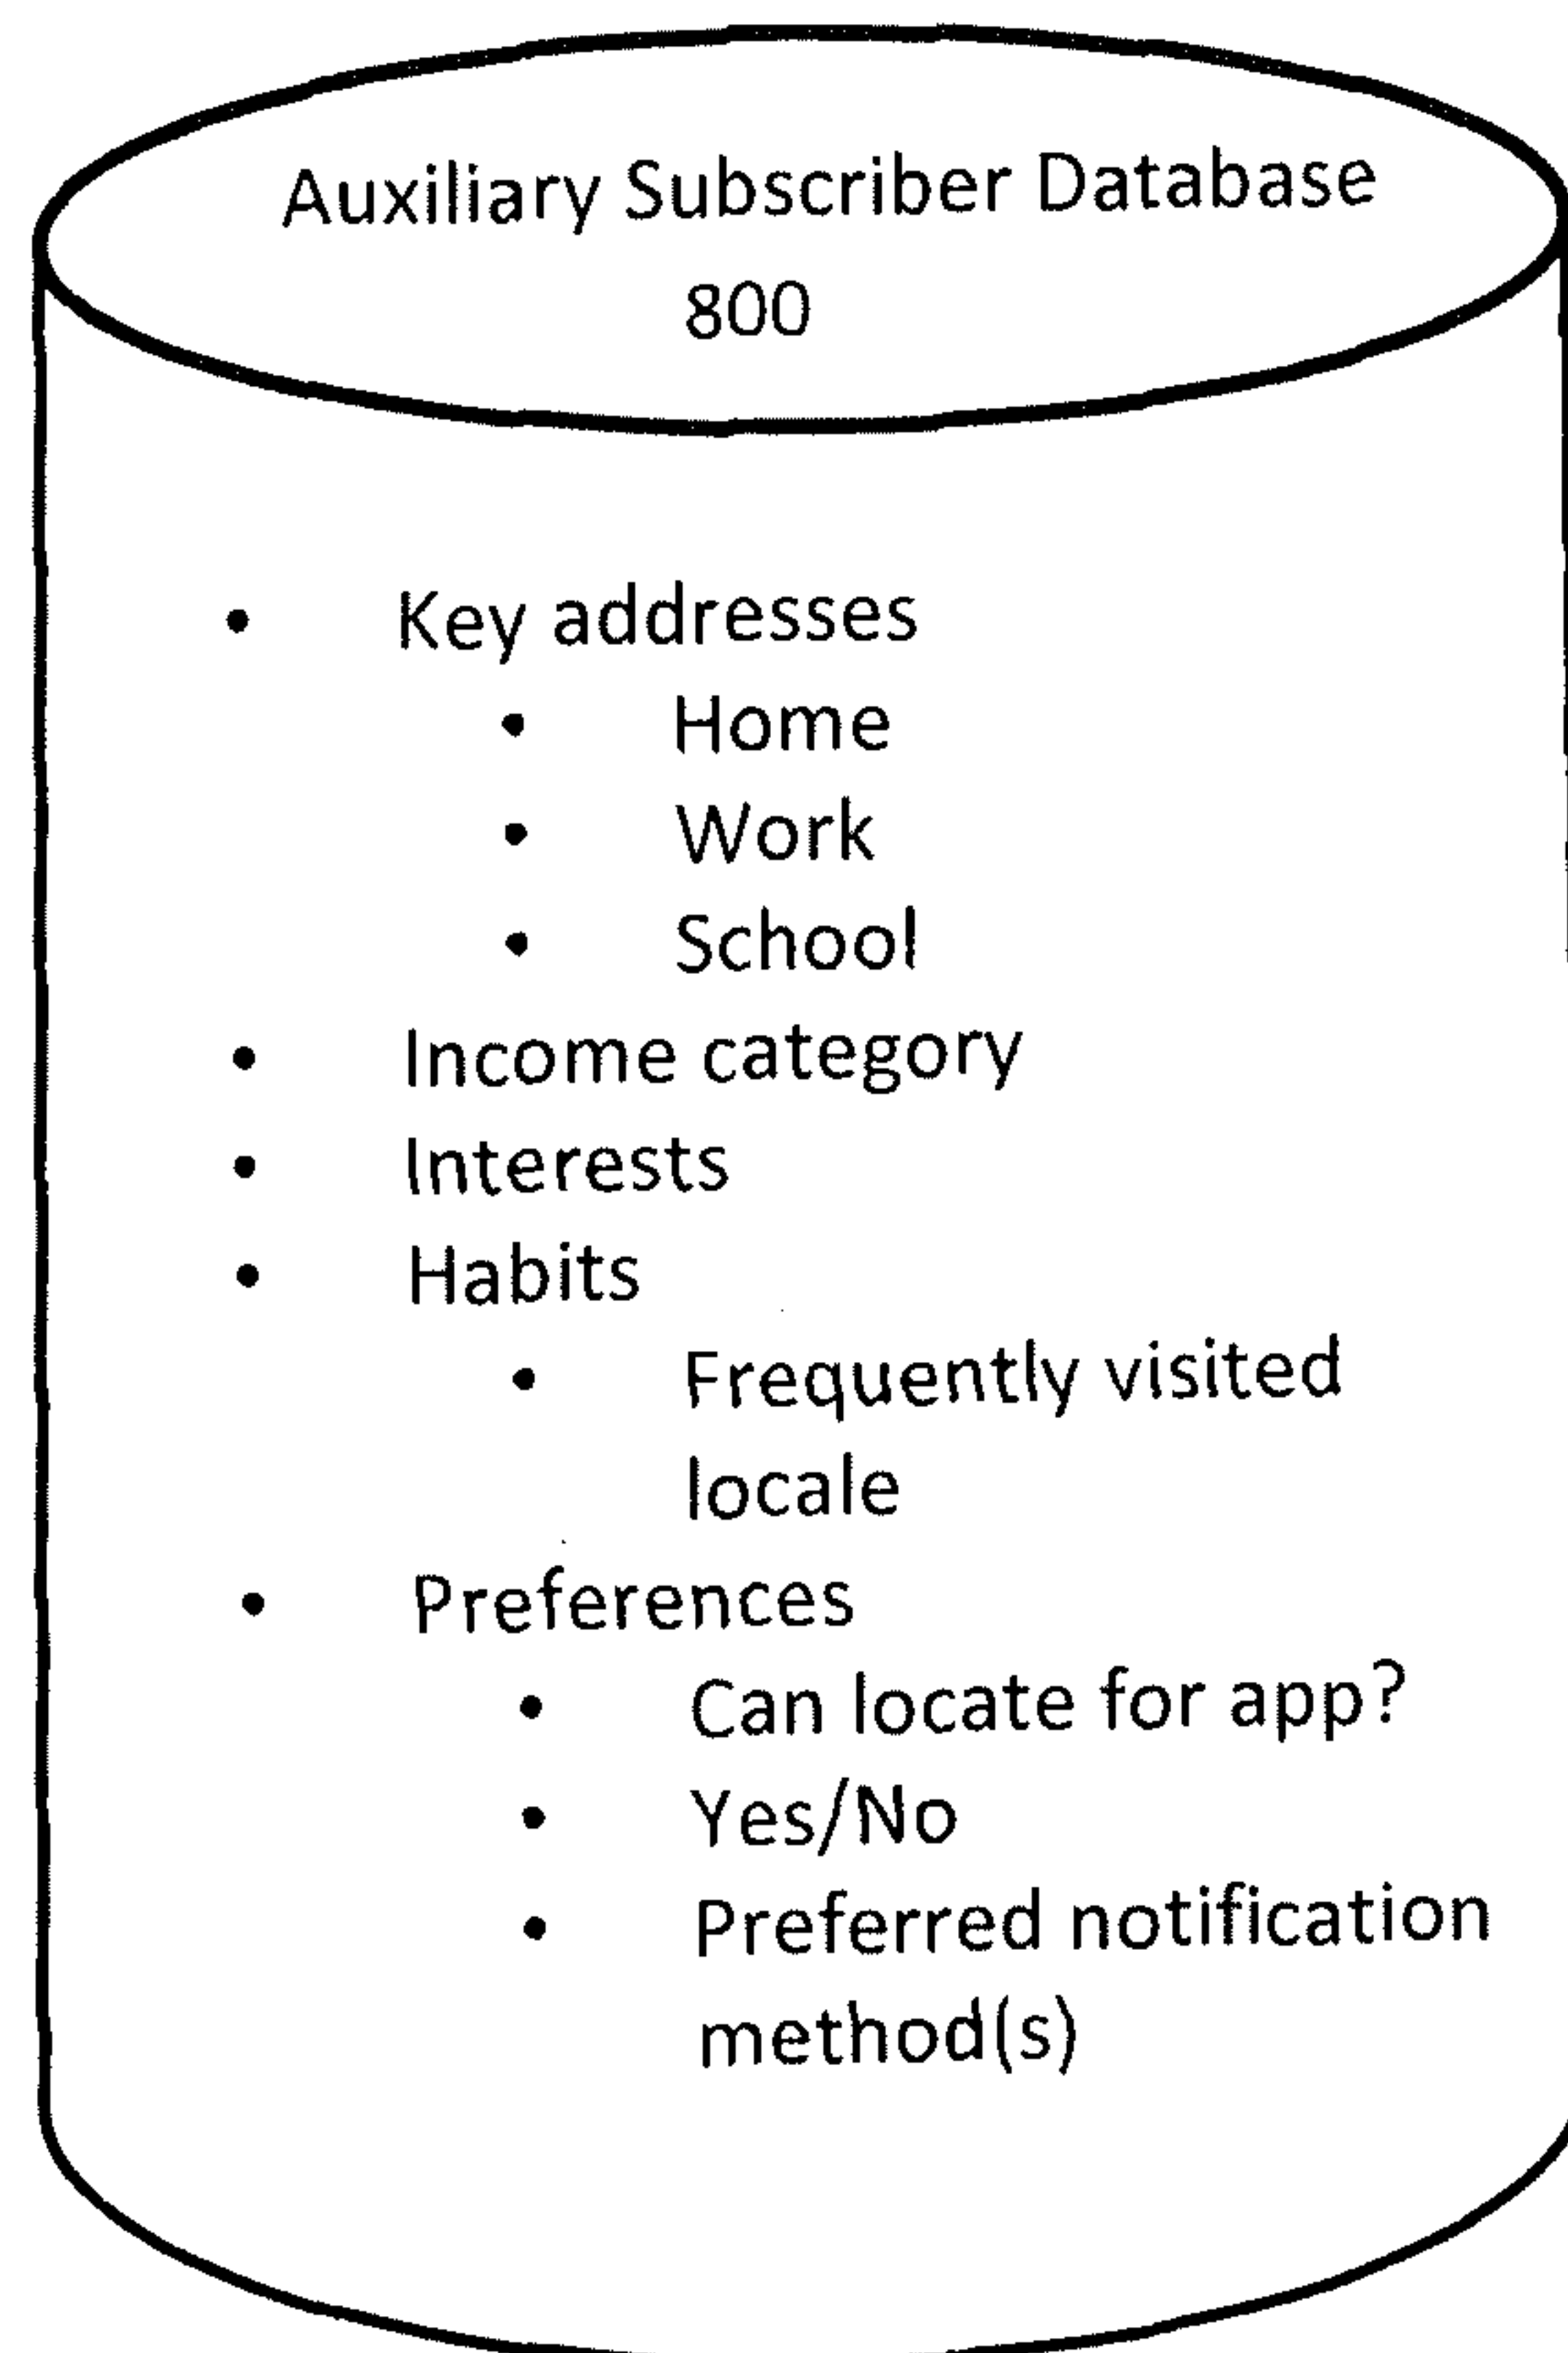 Auxiliary Subscriber Database
800
• Key addresses
• Home
• Work
• School
• Income category
• Interests
• Habits
• Frequently visited
locale
• Preferences
• Can locate for app?
• Yes/No
• Preferred notification
method(s)